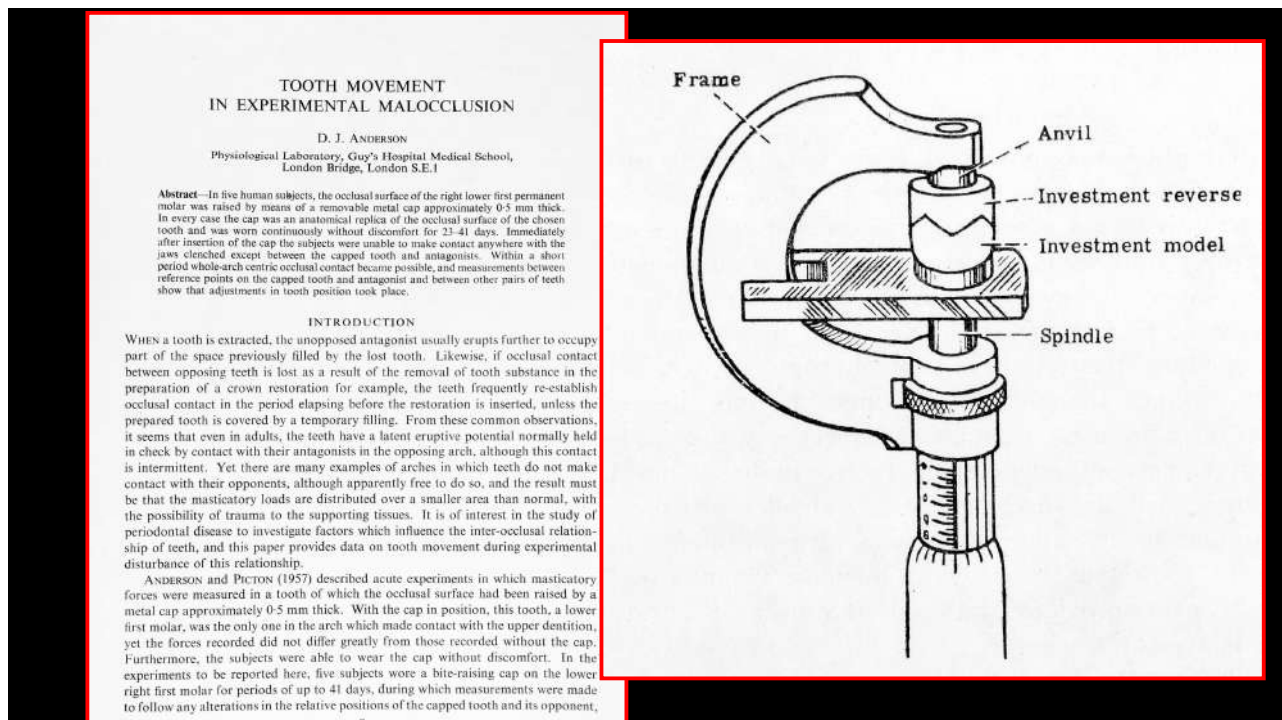 TOOTH MOVEMENT
IN EXPERIMENTAL MALOCCLUSION
D. J. ANDERSON
Physiological Laboratory, Guy's Hospital Medical School,
London Bridge, London S.E.1
Abstract—In five human subjects, the occlusal surface of the right lower first permanent
molar was raised by means of a removable metal cap approximately 0·5 mm thick.
In every case the cap was an anatomical replica of the occlusal surface of the chosen
tooth and was worn continuously without discomfort for 23–41 days. Immediately
after insertion of the cap the subjects were unable to make contact anywhere with the
jaws clenched except between the capped tooth and antagonists. Within a short
period whole-arch centric occlusal contact became possible, and measurements between
reference points on the capped tooth and antagonist and between other pairs of teeth
show that adjustments in tooth position took place.
INTRODUCTION
WHEN a tooth is extracted, the unopposed antagonist usually erupts further to occupy
part of the space previously filled by the lost tooth. Likewise, if occlusal contact
between opposing teeth is lost as a result of the removal of tooth substance in the
preparation of a crown restoration for example, the teeth frequently re-establish
occlusal contact in the period elapsing before the restoration is inserted, unless the
prepared tooth is covered by a temporary filling. From these common observations,
it seems that even in adults, the teeth have a latent eruptive potential normally held
in check by contact with their antagonists in the opposing arch, although this contact
is intermittent. Yet there are many examples of arches in which teeth do not make
contact with their opponents, although apparently free to do so, and the result must
be that the masticatory loads are distributed over a smaller area than normal, with
the possibility of trauma to the supporting tissues. It is of interest in the study of
periodontal disease to investigate factors which influence the inter-occlusal relation-
ship of teeth, and this paper provides data on tooth movement during experimental
disturbance of this relationship.
ANDERSON and PICTON (1957) described acute experiments in which masticatory
forces were measured in a tooth of which the occlusal surface had been raised by a
metal cap approximately 0·5 mm thick. With the cap in position, this tooth, a lower
first molar, was the only one in the arch which made contact with the upper dentition,
yet the forces recorded did not differ greatly from those recorded without the cap.
Furthermore, the subjects were able to wear the cap without discomfort. In the
experiments to be reported here, five subjects wore a bite-raising cap on the lower
right first molar for periods of up to 41 days, during which measurements were made
to follow any alterations in the relative positions of the capped tooth and its opponent,
Frame
Anvil
Investment reverse
Investment model
Spindle